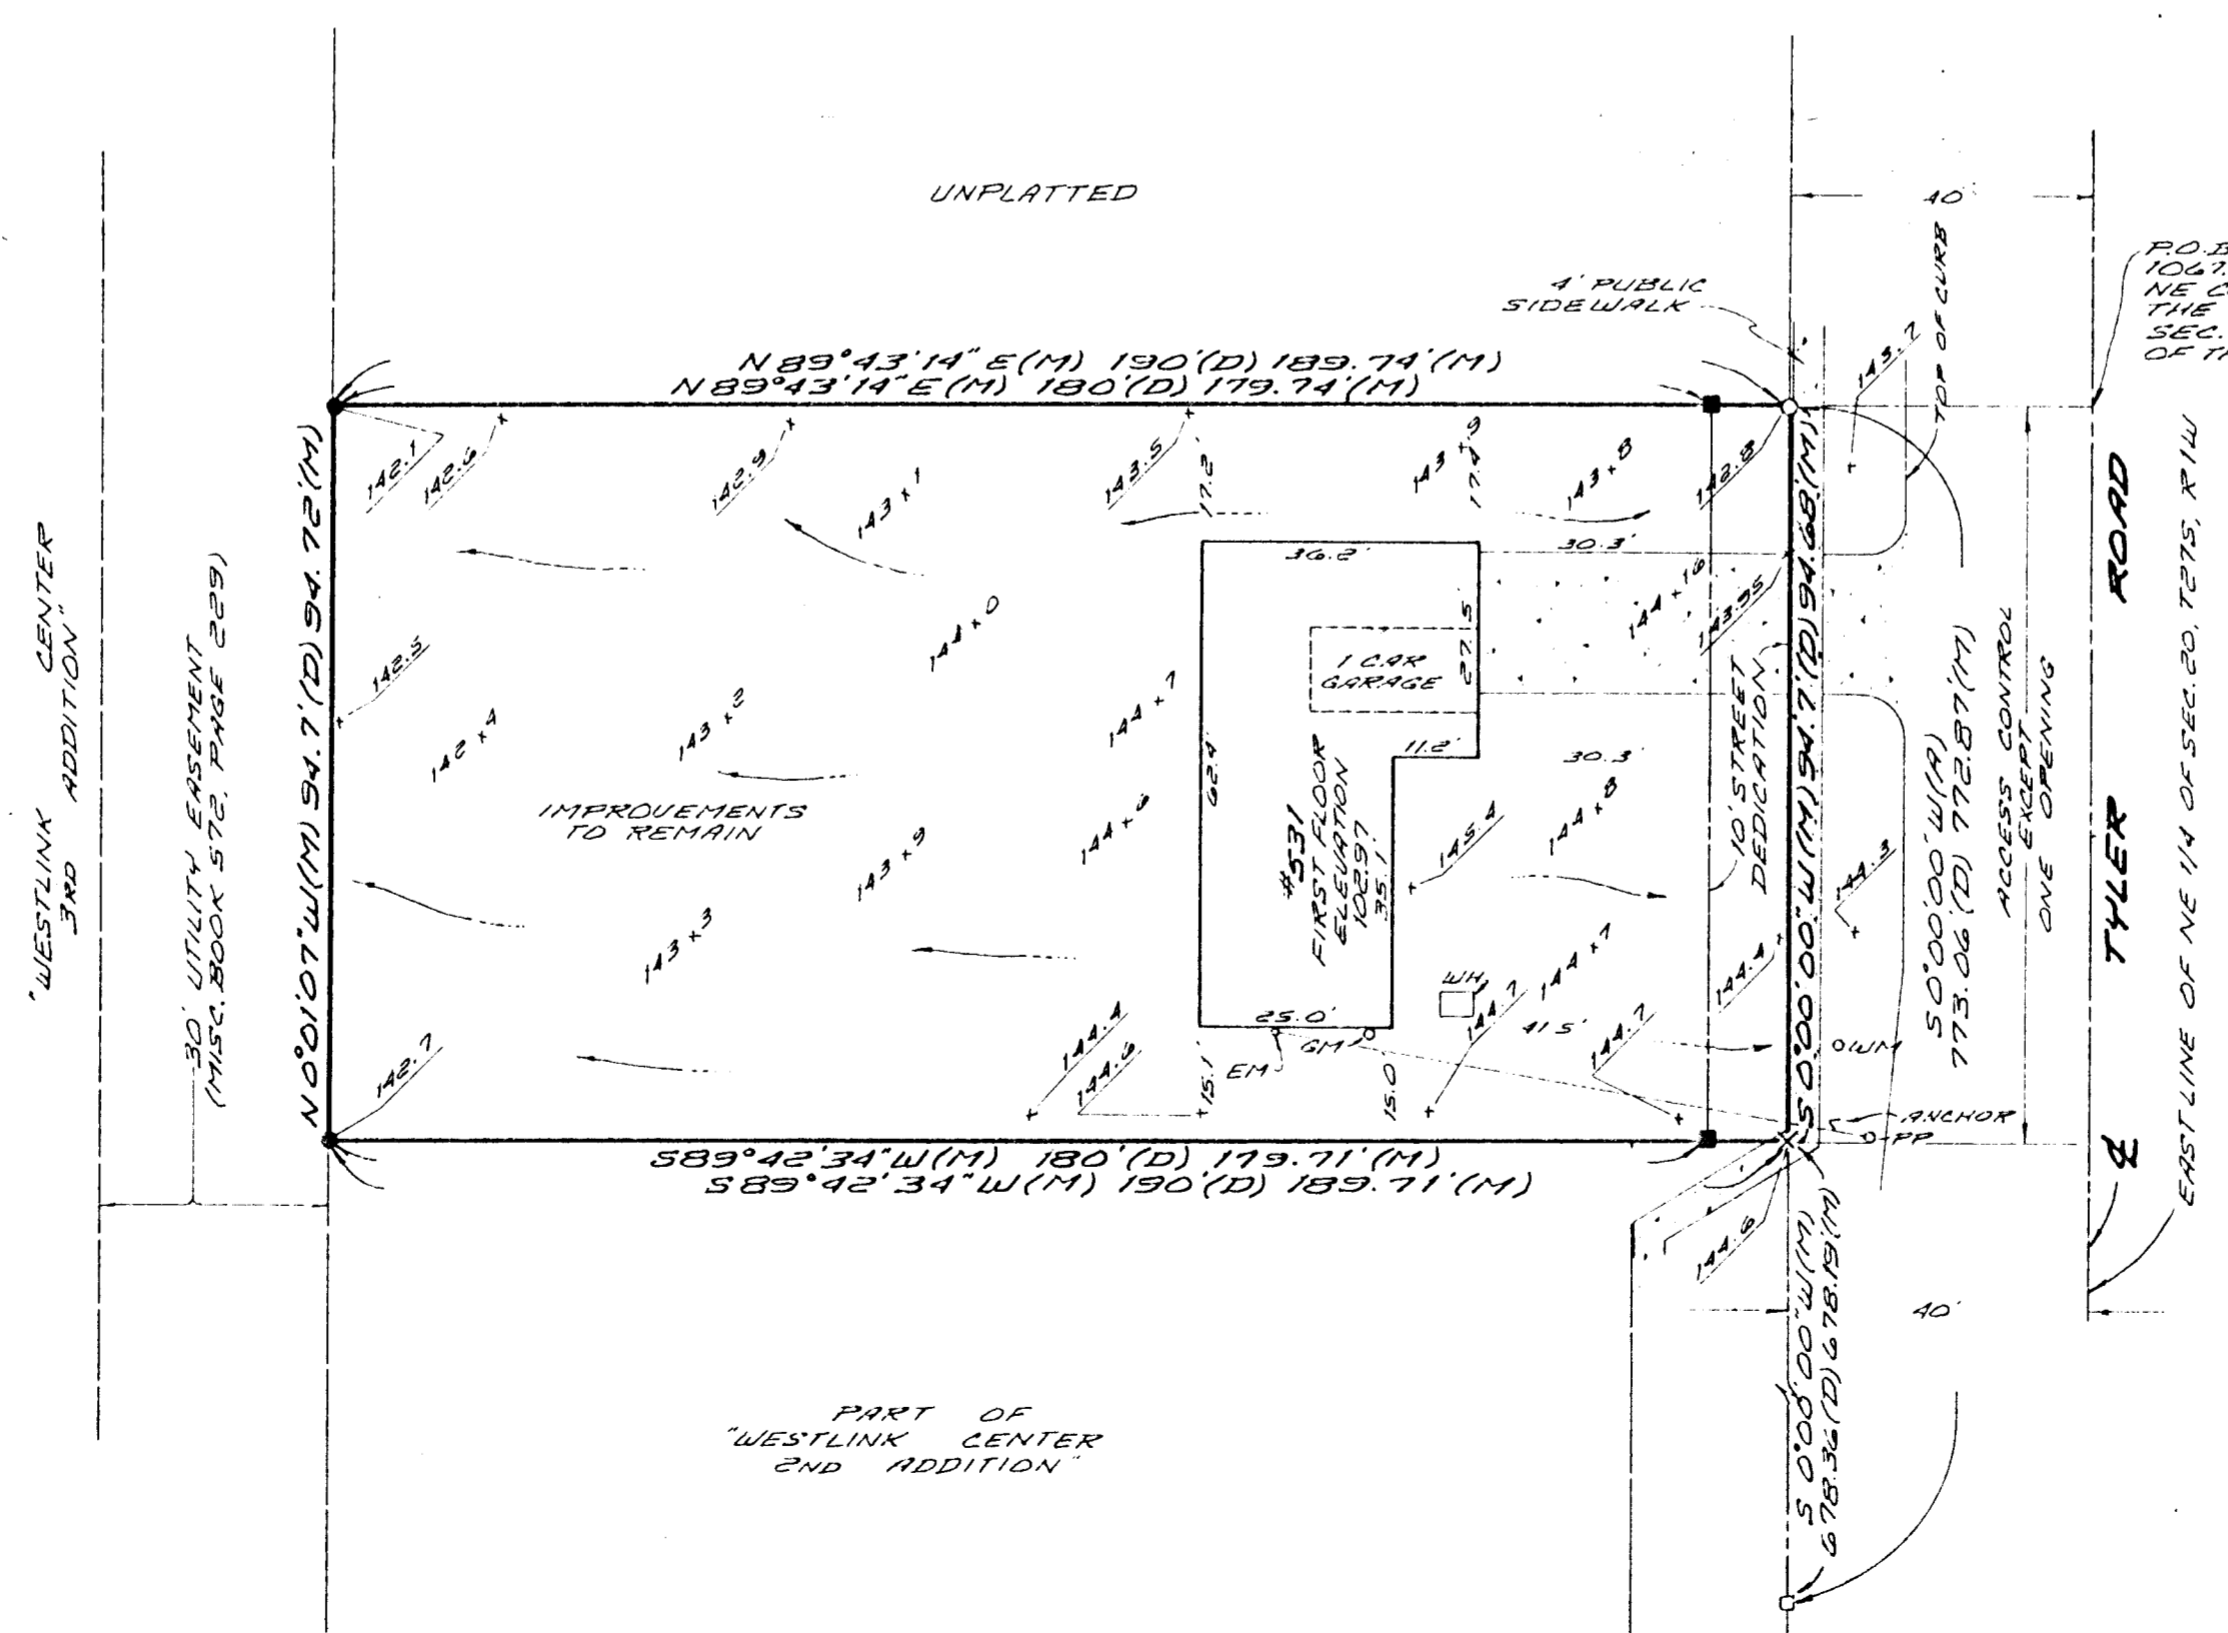 UNPLATTED
40'
TOP OF CURB
4' PUBLIC
SIDEWALK
P.O.B
1067.
NE C
THE
SEC.
OF TH
N 89°43'14" E (M) 190'(D) 189.74'(M)
N 89°43'14" E (M) 180'(D) 179.74'(M)
142.1
142.6
142.9
143+1
143.5
17.2'
143+9
17.4'
143+8
142.8
143.7
"WESTLINK CENTER
3RD ADDITION"
30' UTILITY EASEMENT
(MISC. BOOK 572, PAGE 229)
N 0°01'07" W (M) 94.7'(D) 94.72'(M)
142.5
142+4
143+2
144+0
144+7
144+6
143+9
143+3
IMPROVEMENTS
TO REMAIN
36.2'
30.3'
27.5'
1 CAR
GARAGE
11.2'
62.4'
#531
FIRST FLOOR
ELEVATION
102.97
35.1'
144+16
143.95
30.3'
10' STREET
DEDICATION
144+8
145.4
144+7
144.4
WH
144.7
41.5'
144.7
25.0'
EM
GM
15.1'
15.0'
144.4
144.6
142.7
S 0°00'00" W (M) 94.7'(D) 94.68'(M)
144.3
OWM
ANCHOR
PP
S 0°00'00" W (A)
773.06'(D) 772.87'(M)
ACCESS CONTROL
EXCEPT
ONE OPENING
℄ TYLER ROAD
EAST LINE OF NE 1/4 OF SEC. 20, T27S, R1W
S 89°42'34" W (M) 180'(D) 179.71'(M)
S 89°42'34" W (M) 190'(D) 189.71'(M)
144.6
S 0°00'00" W (M)
678.36'(D) 678.19'(M)
40'
PART OF
"WESTLINK CENTER
2ND ADDITION"